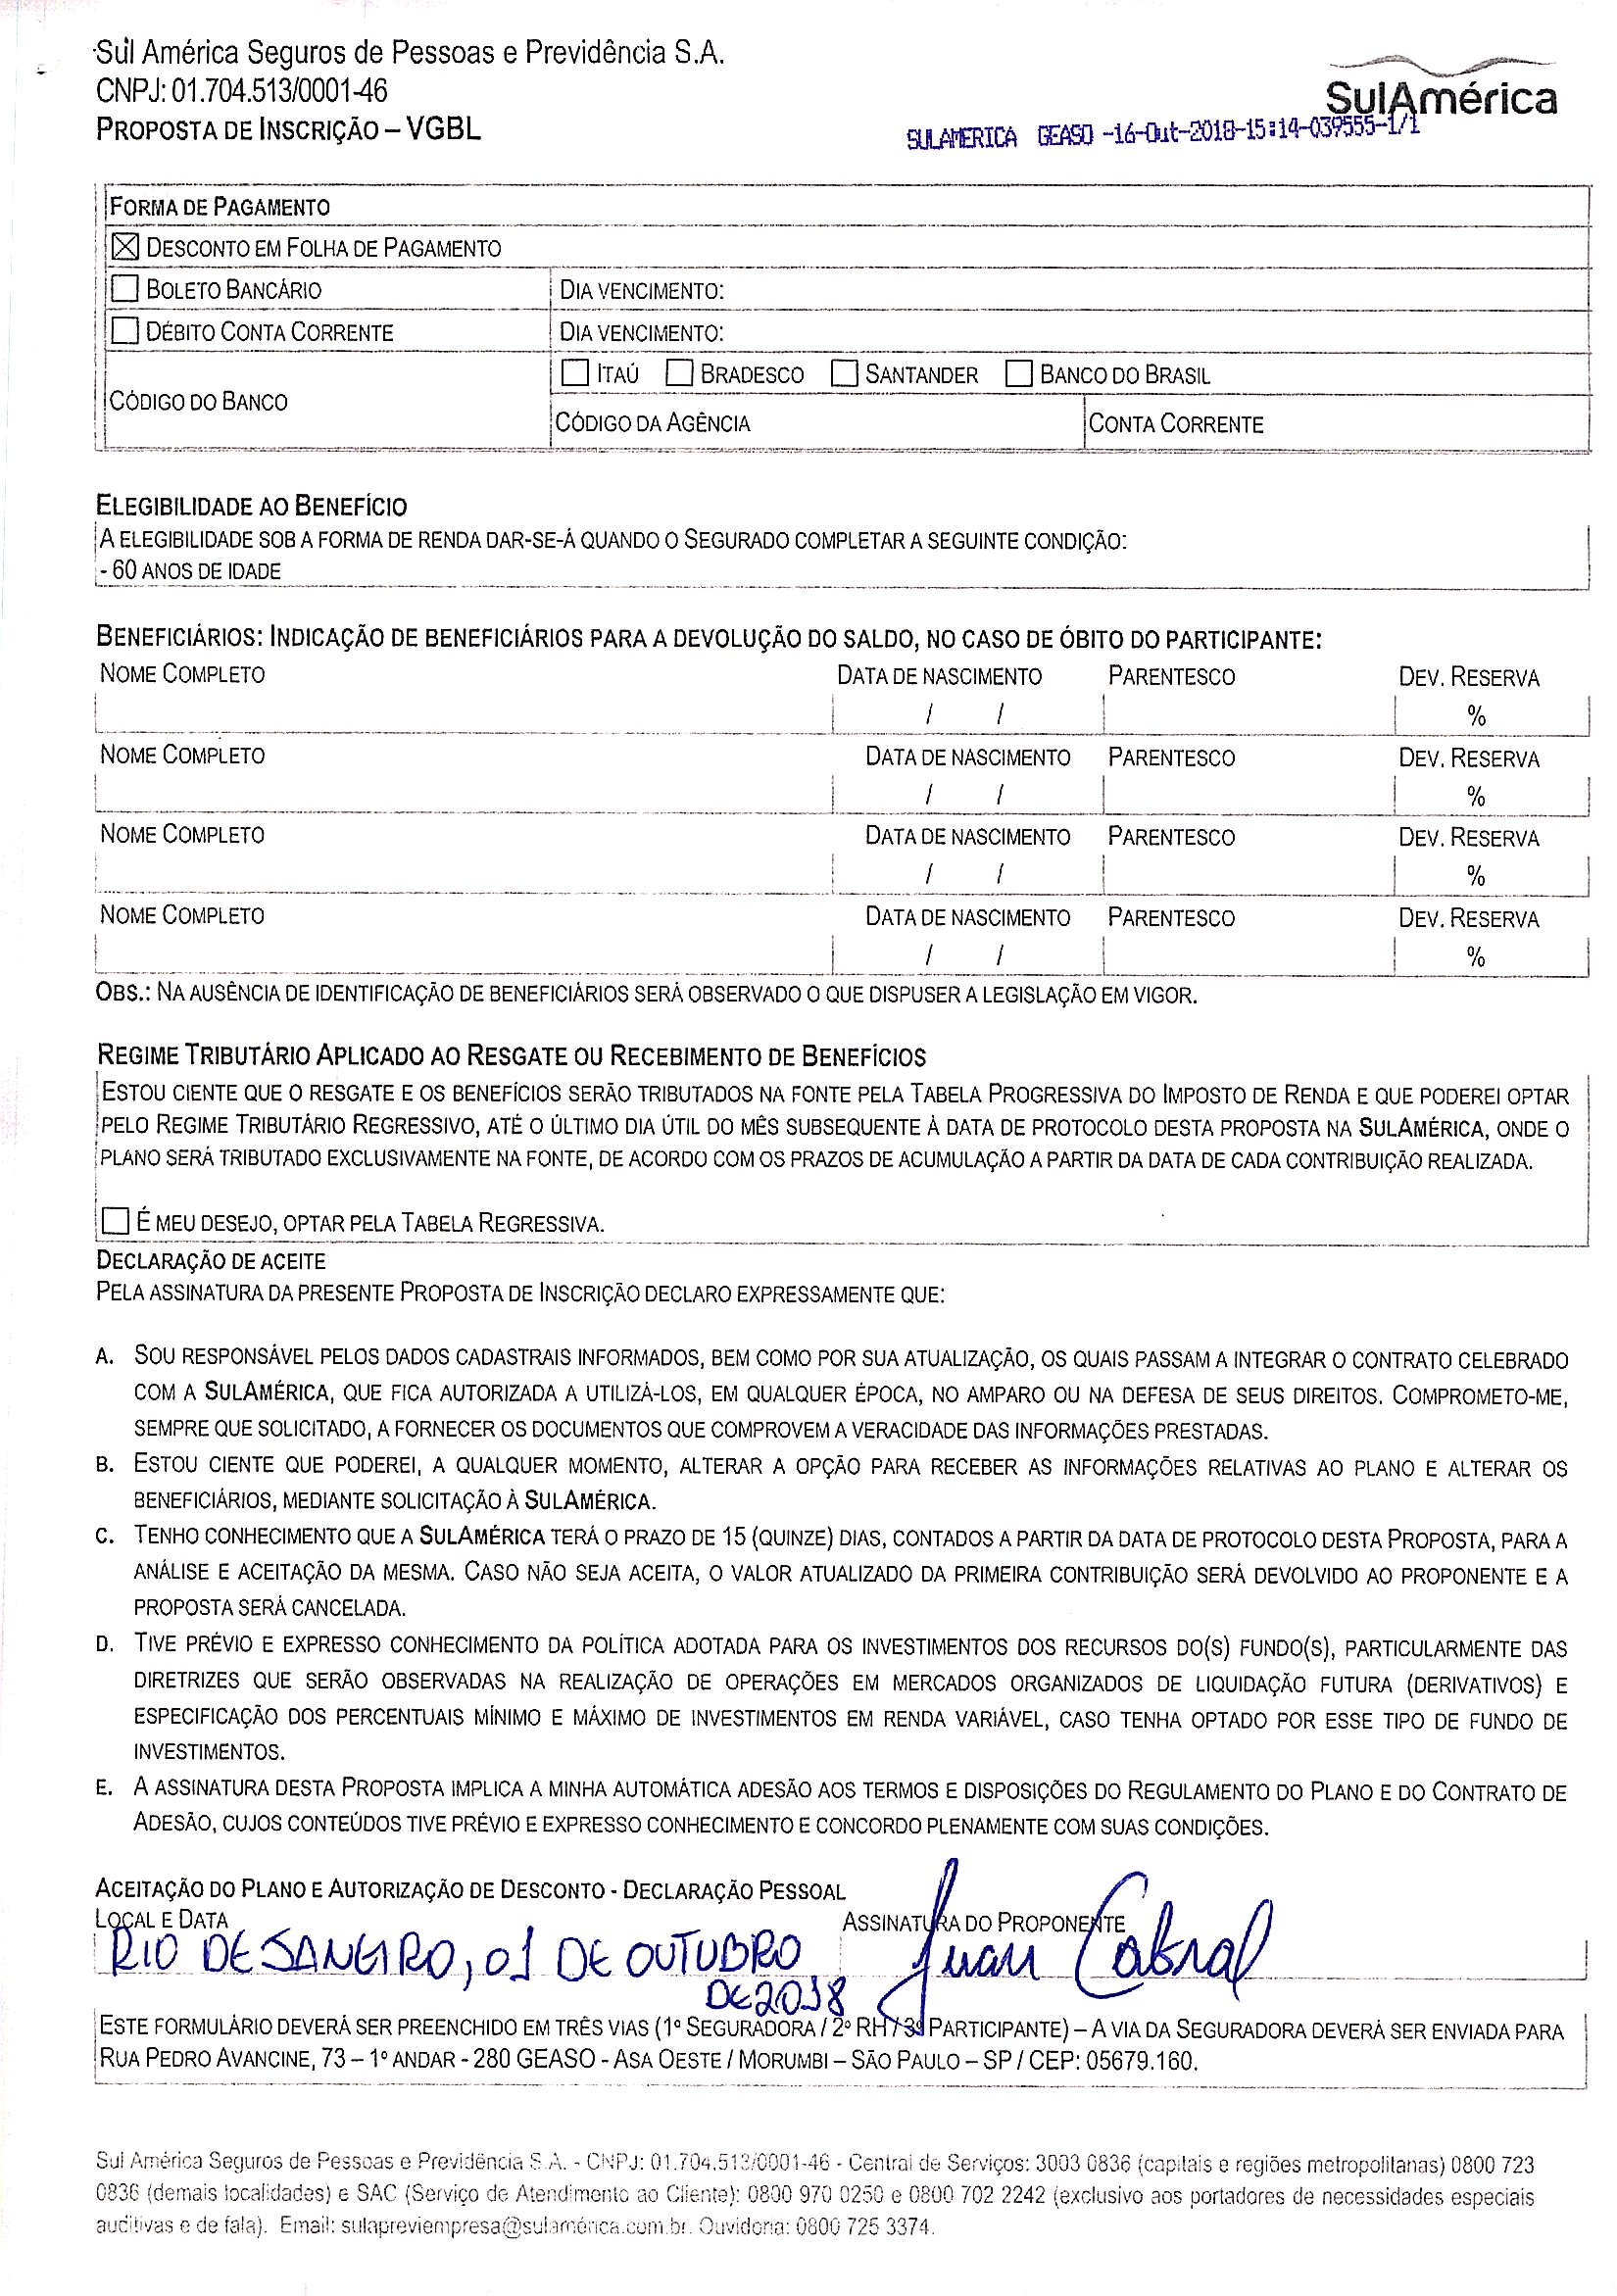 Sul América Seguros de Pessoas e Previdência S.A.
CNPJ: 01.704.513/0001-46
PROPOSTA DE INSCRIÇÃO – VGBL
SulAmérica
SULAMERICA GEASO -16-Out-2018-15:14-039555-1/1
FORMA DE PAGAMENTO
☒ DESCONTO EM FOLHA DE PAGAMENTO
☐ BOLETO BANCÁRIO DIA VENCIMENTO:
☐ DÉBITO CONTA CORRENTE DIA VENCIMENTO:
☐ ITAÚ ☐ BRADESCO ☐ SANTANDER ☐ BANCO DO BRASIL
CÓDIGO DO BANCO
CÓDIGO DA AGÊNCIA CONTA CORRENTE
ELEGIBILIDADE AO BENEFÍCIO
A ELEGIBILIDADE SOB A FORMA DE RENDA DAR-SE-Á QUANDO O SEGURADO COMPLETAR A SEGUINTE CONDIÇÃO:
- 60 ANOS DE IDADE
BENEFICIÁRIOS: INDICAÇÃO DE BENEFICIÁRIOS PARA A DEVOLUÇÃO DO SALDO, NO CASO DE ÓBITO DO PARTICIPANTE:
NOME COMPLETO DATA DE NASCIMENTO PARENTESCO DEV. RESERVA
/ / %
NOME COMPLETO DATA DE NASCIMENTO PARENTESCO DEV. RESERVA
/ / %
NOME COMPLETO DATA DE NASCIMENTO PARENTESCO DEV. RESERVA
/ / %
NOME COMPLETO DATA DE NASCIMENTO PARENTESCO DEV. RESERVA
/ / %
OBS.: NA AUSÊNCIA DE IDENTIFICAÇÃO DE BENEFICIÁRIOS SERÁ OBSERVADO O QUE DISPUSER A LEGISLAÇÃO EM VIGOR.
REGIME TRIBUTÁRIO APLICADO AO RESGATE OU RECEBIMENTO DE BENEFÍCIOS
ESTOU CIENTE QUE O RESGATE E OS BENEFÍCIOS SERÃO TRIBUTADOS NA FONTE PELA TABELA PROGRESSIVA DO IMPOSTO DE RENDA E QUE PODEREI OPTAR
PELO REGIME TRIBUTÁRIO REGRESSIVO, ATÉ O ÚLTIMO DIA ÚTIL DO MÊS SUBSEQUENTE À DATA DE PROTOCOLO DESTA PROPOSTA NA SULAMÉRICA, ONDE O
PLANO SERÁ TRIBUTADO EXCLUSIVAMENTE NA FONTE, DE ACORDO COM OS PRAZOS DE ACUMULAÇÃO A PARTIR DA DATA DE CADA CONTRIBUIÇÃO REALIZADA.
☐ É MEU DESEJO, OPTAR PELA TABELA REGRESSIVA.
DECLARAÇÃO DE ACEITE
PELA ASSINATURA DA PRESENTE PROPOSTA DE INSCRIÇÃO DECLARO EXPRESSAMENTE QUE:
A. SOU RESPONSÁVEL PELOS DADOS CADASTRAIS INFORMADOS, BEM COMO POR SUA ATUALIZAÇÃO, OS QUAIS PASSAM A INTEGRAR O CONTRATO CELEBRADO
COM A SULAMÉRICA, QUE FICA AUTORIZADA A UTILIZÁ-LOS, EM QUALQUER ÉPOCA, NO AMPARO OU NA DEFESA DE SEUS DIREITOS. COMPROMETO-ME,
SEMPRE QUE SOLICITADO, A FORNECER OS DOCUMENTOS QUE COMPROVEM A VERACIDADE DAS INFORMAÇÕES PRESTADAS.
B. ESTOU CIENTE QUE PODEREI, A QUALQUER MOMENTO, ALTERAR A OPÇÃO PARA RECEBER AS INFORMAÇÕES RELATIVAS AO PLANO E ALTERAR OS
BENEFICIÁRIOS, MEDIANTE SOLICITAÇÃO À SULAMÉRICA.
C. TENHO CONHECIMENTO QUE A SULAMÉRICA TERÁ O PRAZO DE 15 (QUINZE) DIAS, CONTADOS A PARTIR DA DATA DE PROTOCOLO DESTA PROPOSTA, PARA A
ANÁLISE E ACEITAÇÃO DA MESMA. CASO NÃO SEJA ACEITA, O VALOR ATUALIZADO DA PRIMEIRA CONTRIBUIÇÃO SERÁ DEVOLVIDO AO PROPONENTE E A
PROPOSTA SERÁ CANCELADA.
D. TIVE PRÉVIO E EXPRESSO CONHECIMENTO DA POLÍTICA ADOTADA PARA OS INVESTIMENTOS DOS RECURSOS DO(S) FUNDO(S), PARTICULARMENTE DAS
DIRETRIZES QUE SERÃO OBSERVADAS NA REALIZAÇÃO DE OPERAÇÕES EM MERCADOS ORGANIZADOS DE LIQUIDAÇÃO FUTURA (DERIVATIVOS) E
ESPECIFICAÇÃO DOS PERCENTUAIS MÍNIMO E MÁXIMO DE INVESTIMENTOS EM RENDA VARIÁVEL, CASO TENHA OPTADO POR ESSE TIPO DE FUNDO DE
INVESTIMENTOS.
E. A ASSINATURA DESTA PROPOSTA IMPLICA A MINHA AUTOMÁTICA ADESÃO AOS TERMOS E DISPOSIÇÕES DO REGULAMENTO DO PLANO E DO CONTRATO DE
ADESÃO, CUJOS CONTEÚDOS TIVE PRÉVIO E EXPRESSO CONHECIMENTO E CONCORDO PLENAMENTE COM SUAS CONDIÇÕES.
ACEITAÇÃO DO PLANO E AUTORIZAÇÃO DE DESCONTO - DECLARAÇÃO PESSOAL
LOCAL E DATA ASSINATURA DO PROPONENTE
RIO DE JANEIRO, 01 DE OUTUBRO Juan Cabral
DE 2018
ESTE FORMULÁRIO DEVERÁ SER PREENCHIDO EM TRÊS VIAS (1º SEGURADORA / 2º RH / 3º PARTICIPANTE) – A VIA DA SEGURADORA DEVERÁ SER ENVIADA PARA
RUA PEDRO AVANCINE, 73 – 1º ANDAR - 280 GEASO - ASA OESTE / MORUMBI – SÃO PAULO – SP / CEP: 05679.160.
Sul América Seguros de Pessoas e Previdência S.A. - CNPJ: 01.704.513/0001-46 - Central de Serviços: 3003 0836 (capitais e regiões metropolitanas) 0800 723
0836 (demais localidades) e SAC (Serviço de Atendimento ao Cliente): 0800 970 0250 e 0800 702 2242 (exclusivo aos portadores de necessidades especiais
auditivas e de fala). Email: sulapreviempresa@sulamérica.com.br. Ouvidoria: 0800 725 3374.